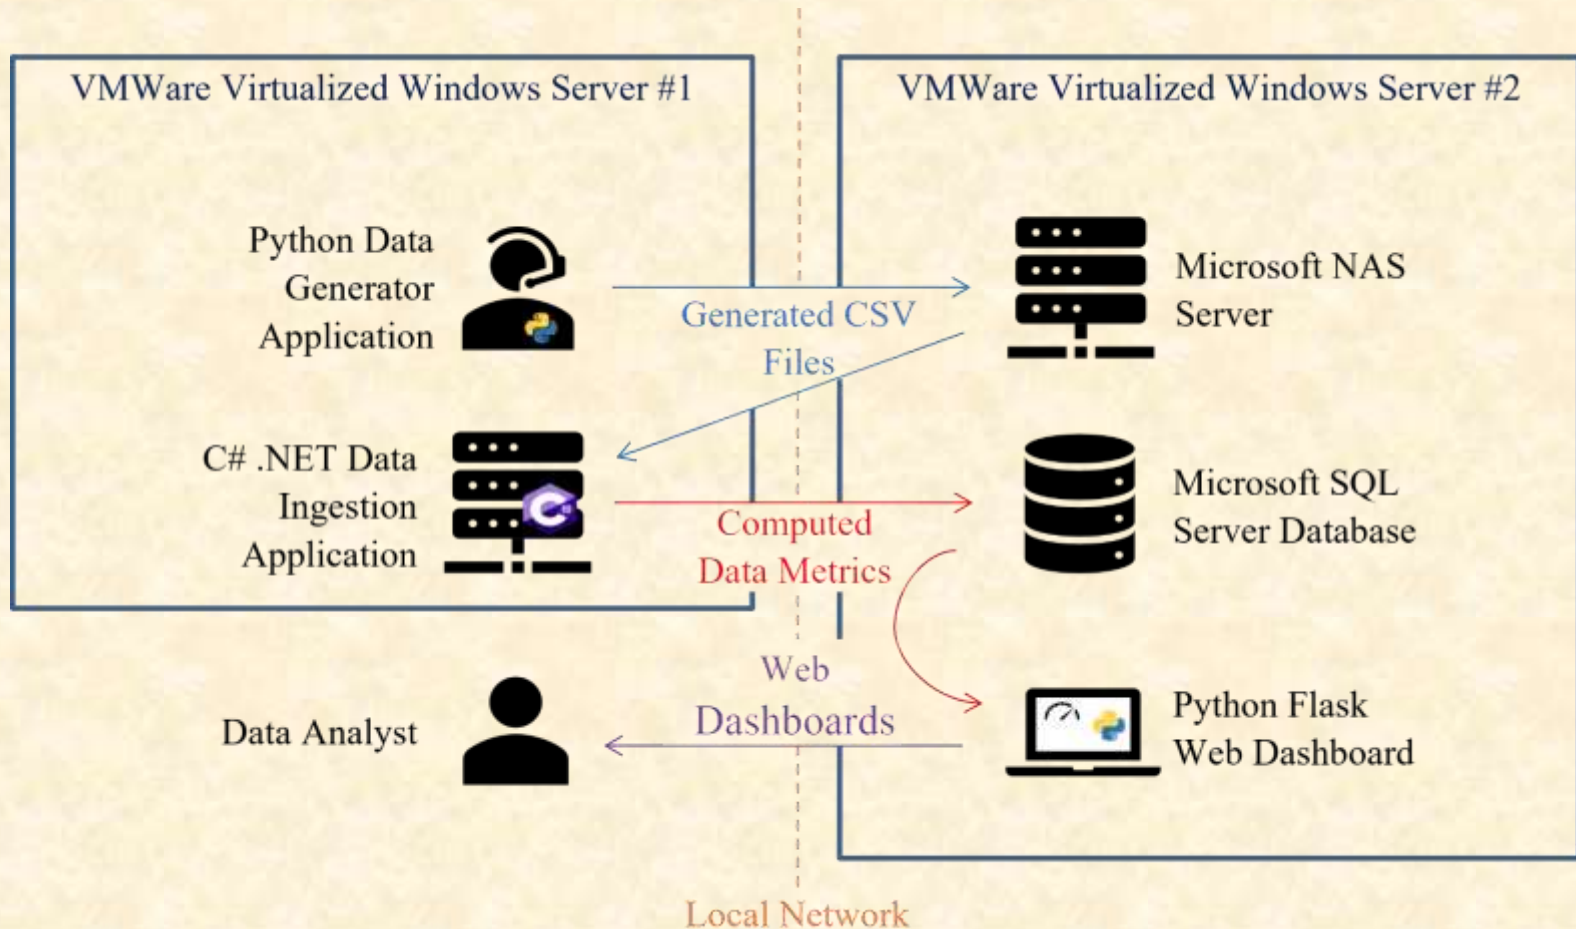 VMWare Virtualized Windows Server #1
VMWare Virtualized Windows Server #2
Python Data
Generator
Application
Generated CSV
Files
Microsoft NAS
Server
C# .NET Data
Ingestion
Application
Computed
Data Metrics
Microsoft SQL
Server Database
Data Analyst
Web
Dashboards
Python Flask
Web Dashboard
Local Network